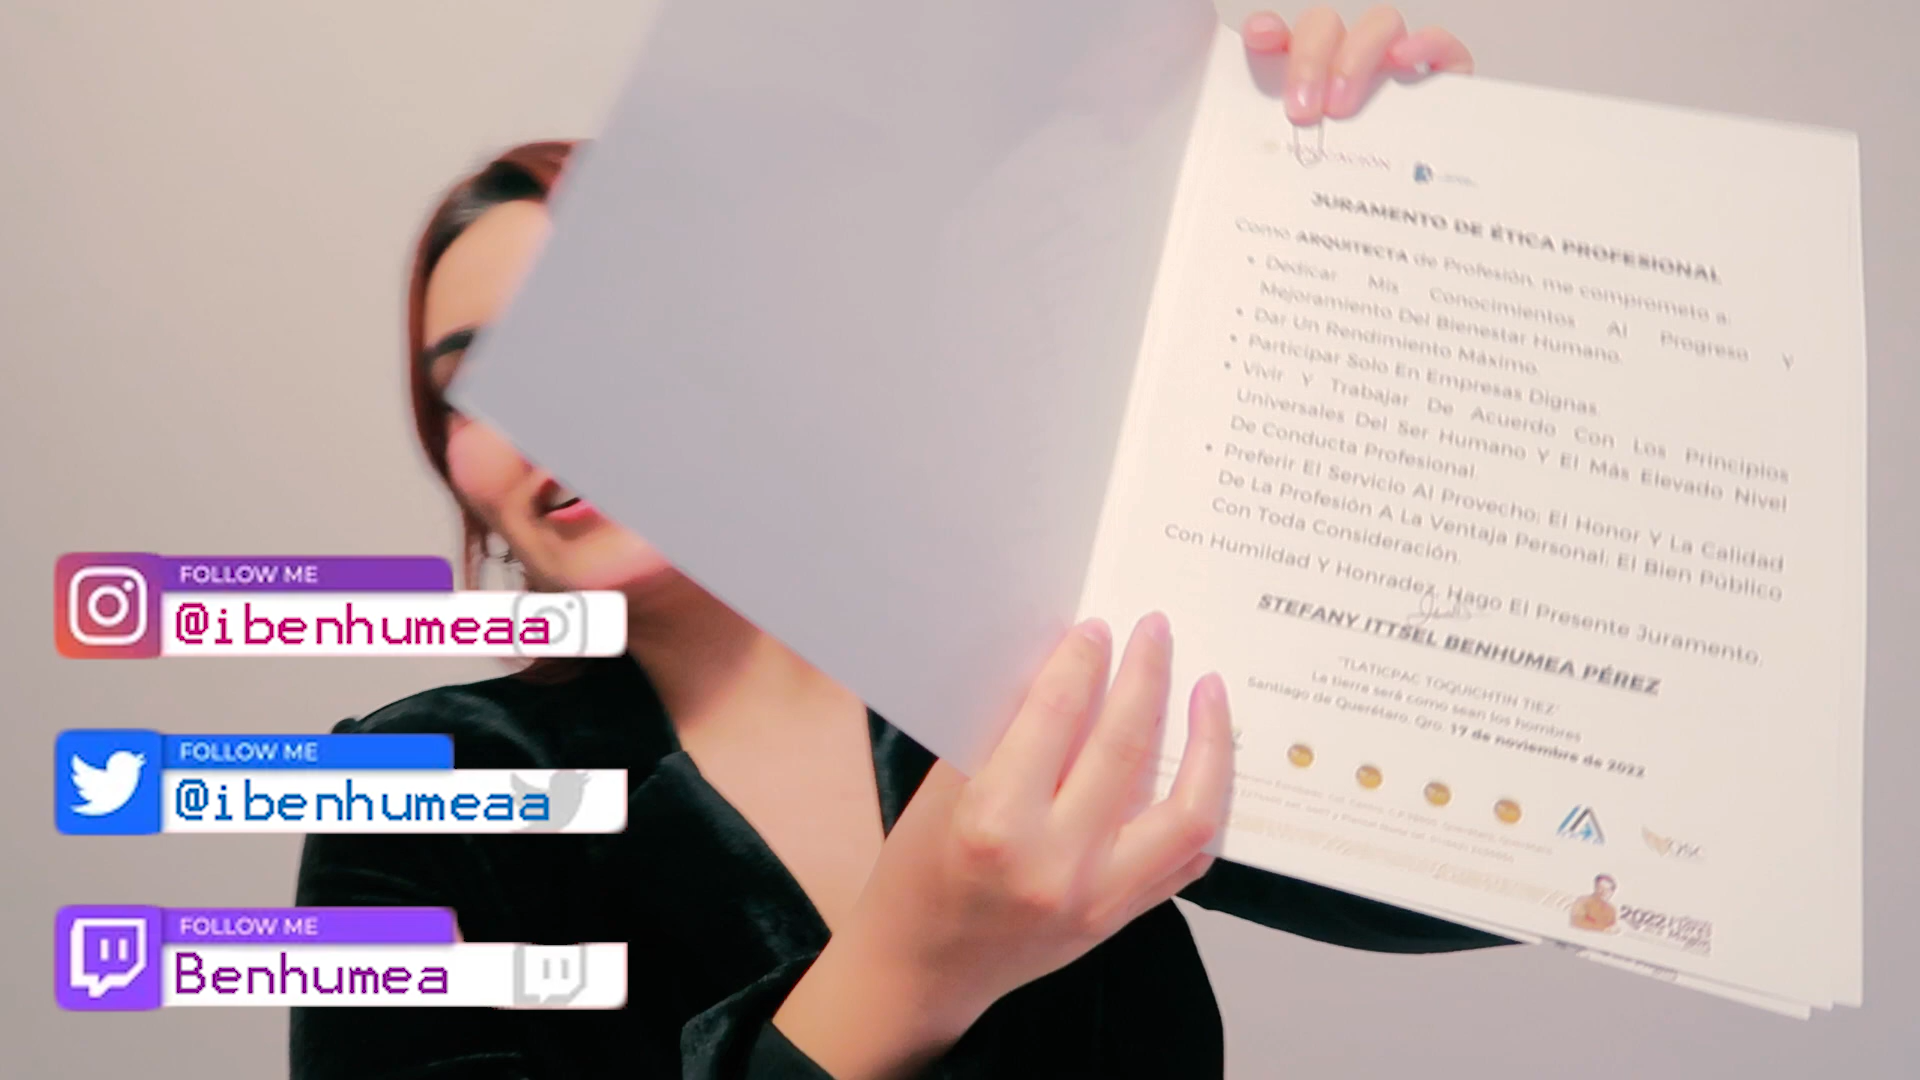 FOLLOW ME
@ibenhumeaa
FOLLOW ME
@ibenhumeaa
FOLLOW ME
Benhumea
EDUCACIÓN
JURAMENTO DE ÉTICA PROFESIONAL
Como ARQUITECTA de Profesión, me comprometo a:
• Dedicar Mis Conocimientos Al Progreso Y
Mejoramiento Del Bienestar Humano.
• Dar Un Rendimiento Máximo.
• Participar Solo En Empresas Dignas.
• Vivir Y Trabajar De Acuerdo Con Los Principios
Universales Del Ser Humano Y El Más Elevado Nivel
De Conducta Profesional.
• Preferir El Servicio Al Provecho; El Honor Y La Calidad
De La Profesión A La Ventaja Personal; El Bien Público
Con Toda Consideración.
Con Humildad Y Honradez, Hago El Presente Juramento.
STEFANY ITTSEL BENHUMEA PÉREZ
"TLATICPAC TOQUICHTIN TIEZ"
La tierra será como sean los hombres
Santiago de Querétaro, Qro. 17 de noviembre de 2022
2022